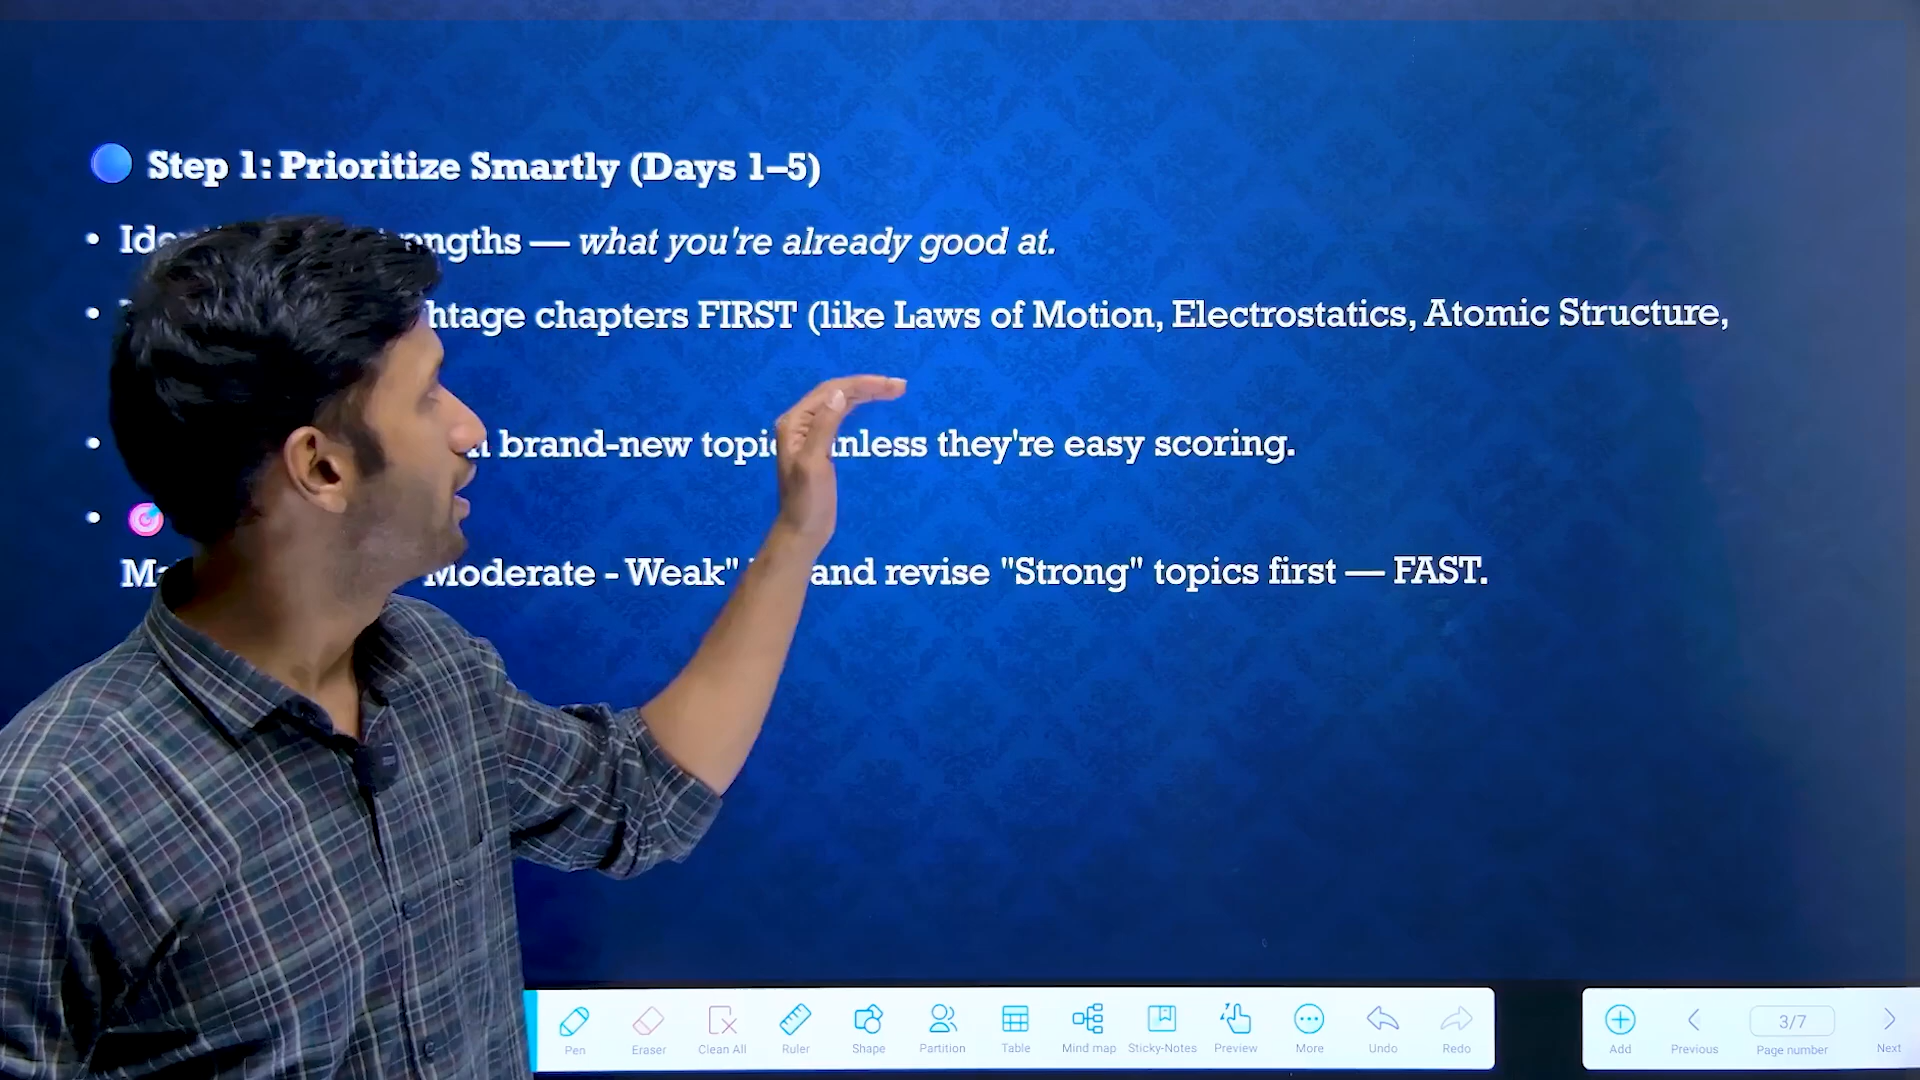 Step 1: Prioritize Smartly (Days 1–5)
— what you're already good at.
chapters FIRST (like Laws of Motion, Electrostatics, Atomic Structure,
brand-new unless they're easy scoring.
Moderate - Weak" and revise "Strong" topics first — FAST.
Pen Eraser Clean All Ruler Shape Partition Table Mind map Sticky-Notes Preview More Undo Redo Add Previous Page number Next
3/7